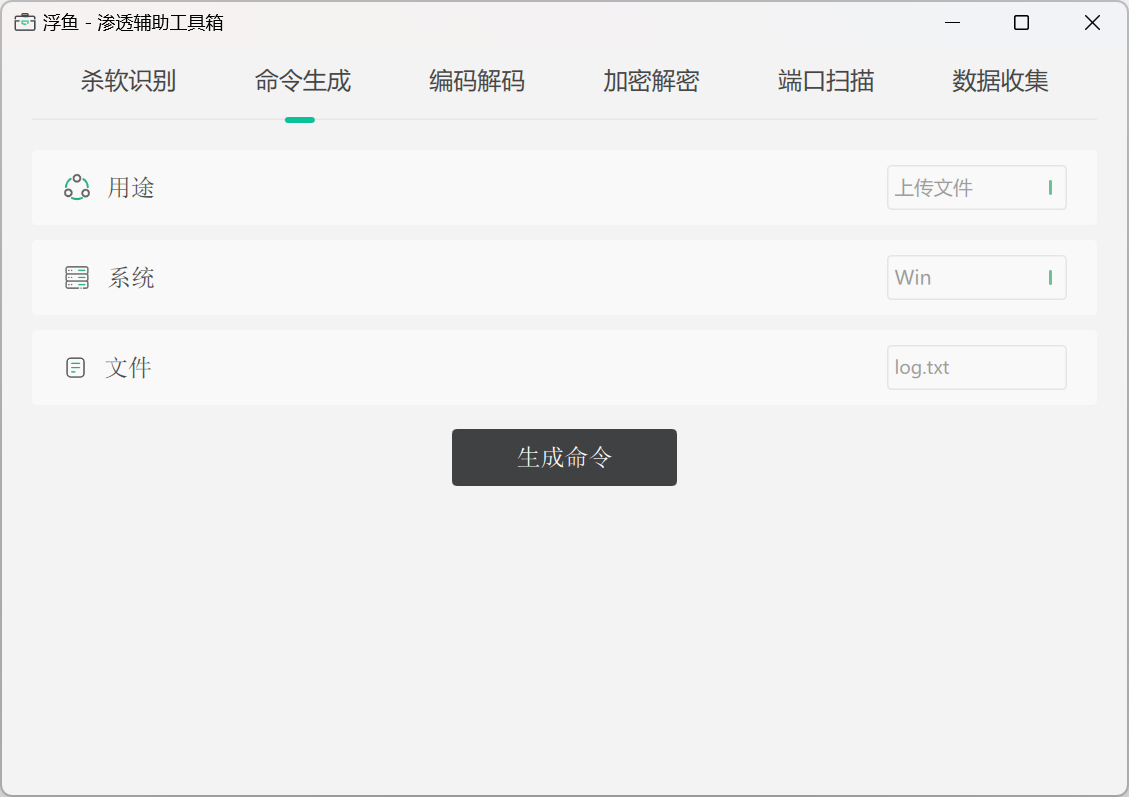 浮鱼 - 渗透辅助工具箱
杀软识别 命令生成 编码解码 加密解密 端口扫描 数据收集
用途 上传文件
系统 Win
文件 log.txt
生成命令